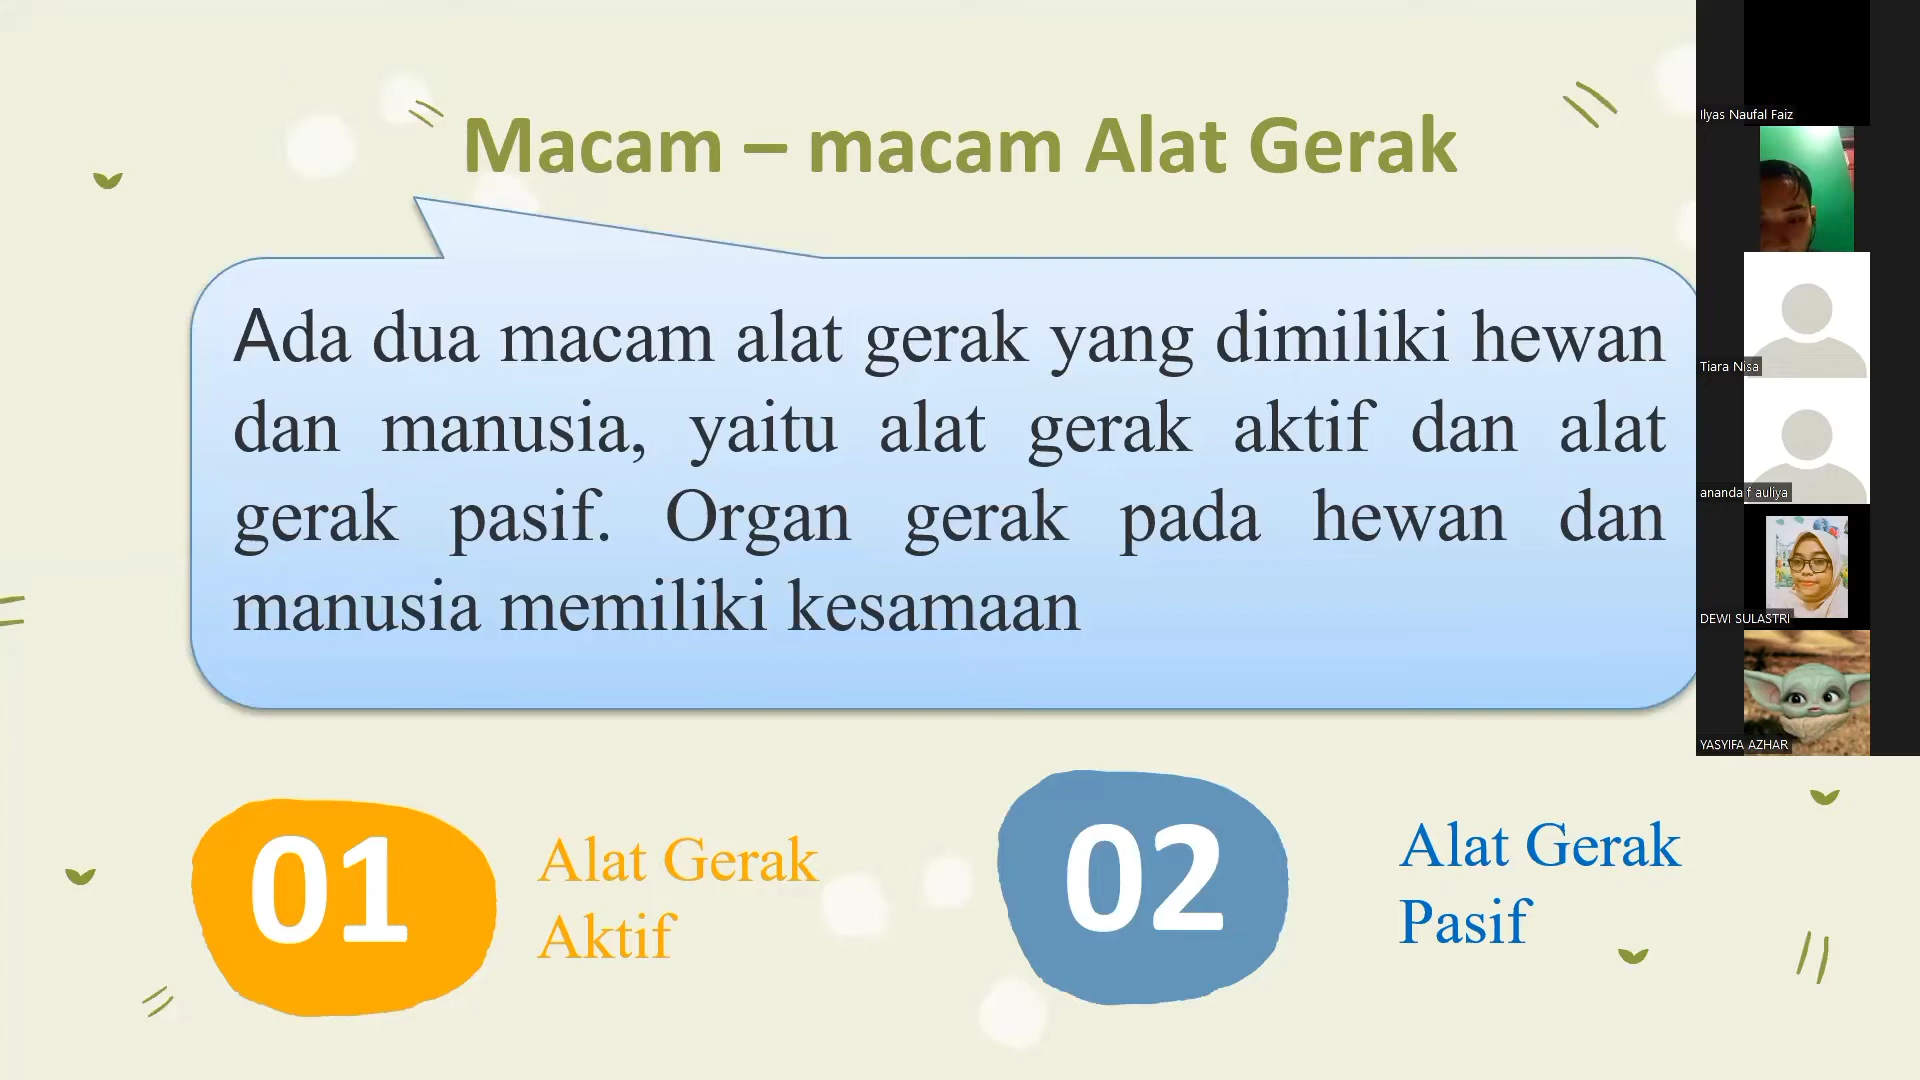 Macam – macam Alat Gerak
Ada dua macam alat gerak yang dimiliki hewan
dan manusia, yaitu alat gerak aktif dan alat
gerak pasif. Organ gerak pada hewan dan
manusia memiliki kesamaan
01
Alat Gerak
Aktif
02
Alat Gerak
Pasif
Ilyas Naufal Faiz
Tiara Nisa
ananda f auliya
DEWI SULASTRI
YASYIFA AZHAR